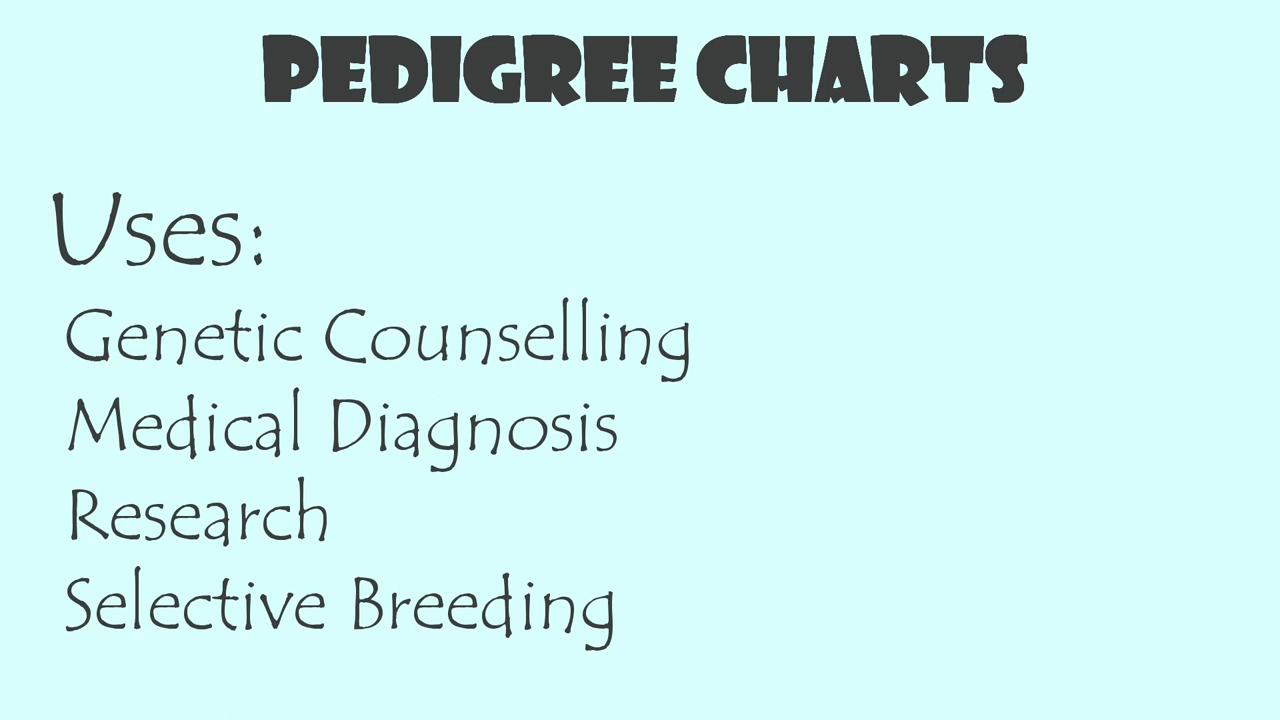 PEDIGREE CHARTS
Uses:
Genetic Counselling
Medical Diagnosis
Research
Selective Breeding